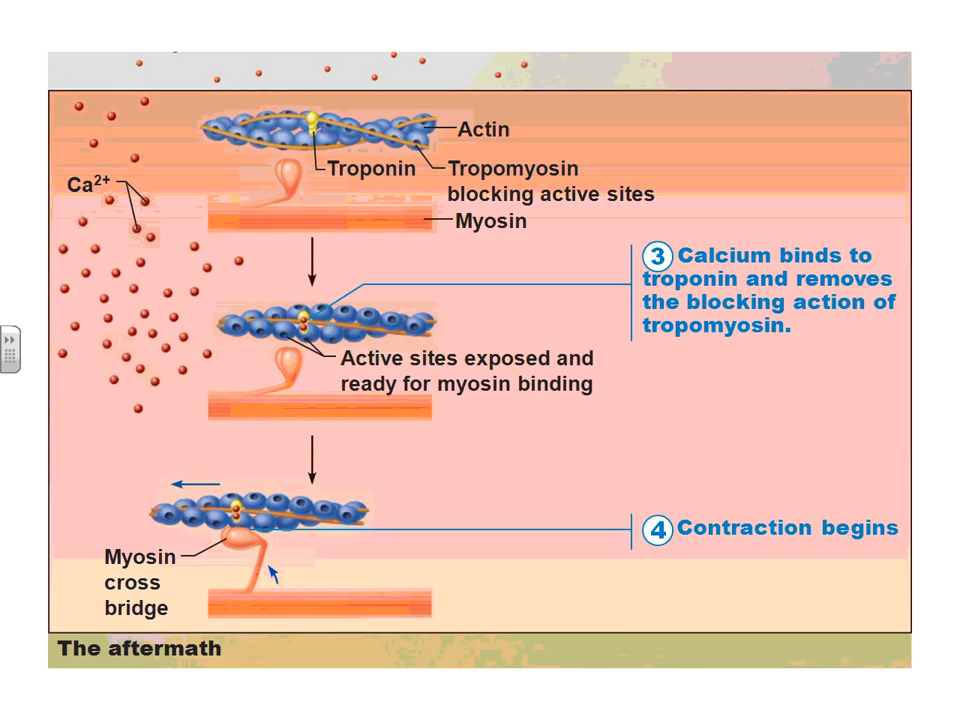 Actin
Troponin
Tropomyosin
blocking active sites
Ca2+
Myosin
3 Calcium binds to
troponin and removes
the blocking action of
tropomyosin.
Active sites exposed and
ready for myosin binding
4 Contraction begins
Myosin
cross
bridge
The aftermath